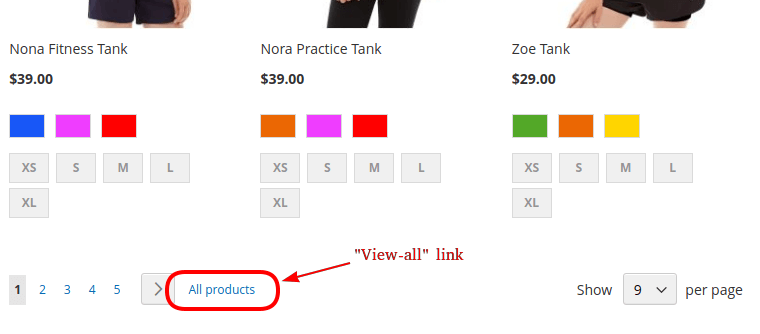 Nona Fitness Tank
Nora Practice Tank
Zoe Tank
$39.00
$39.00
$29.00
XS S M L
XS S M L
XS S M L
XL
XL
XL
"View-all" link
1 2 3 4 5 All products
Show 9 per page